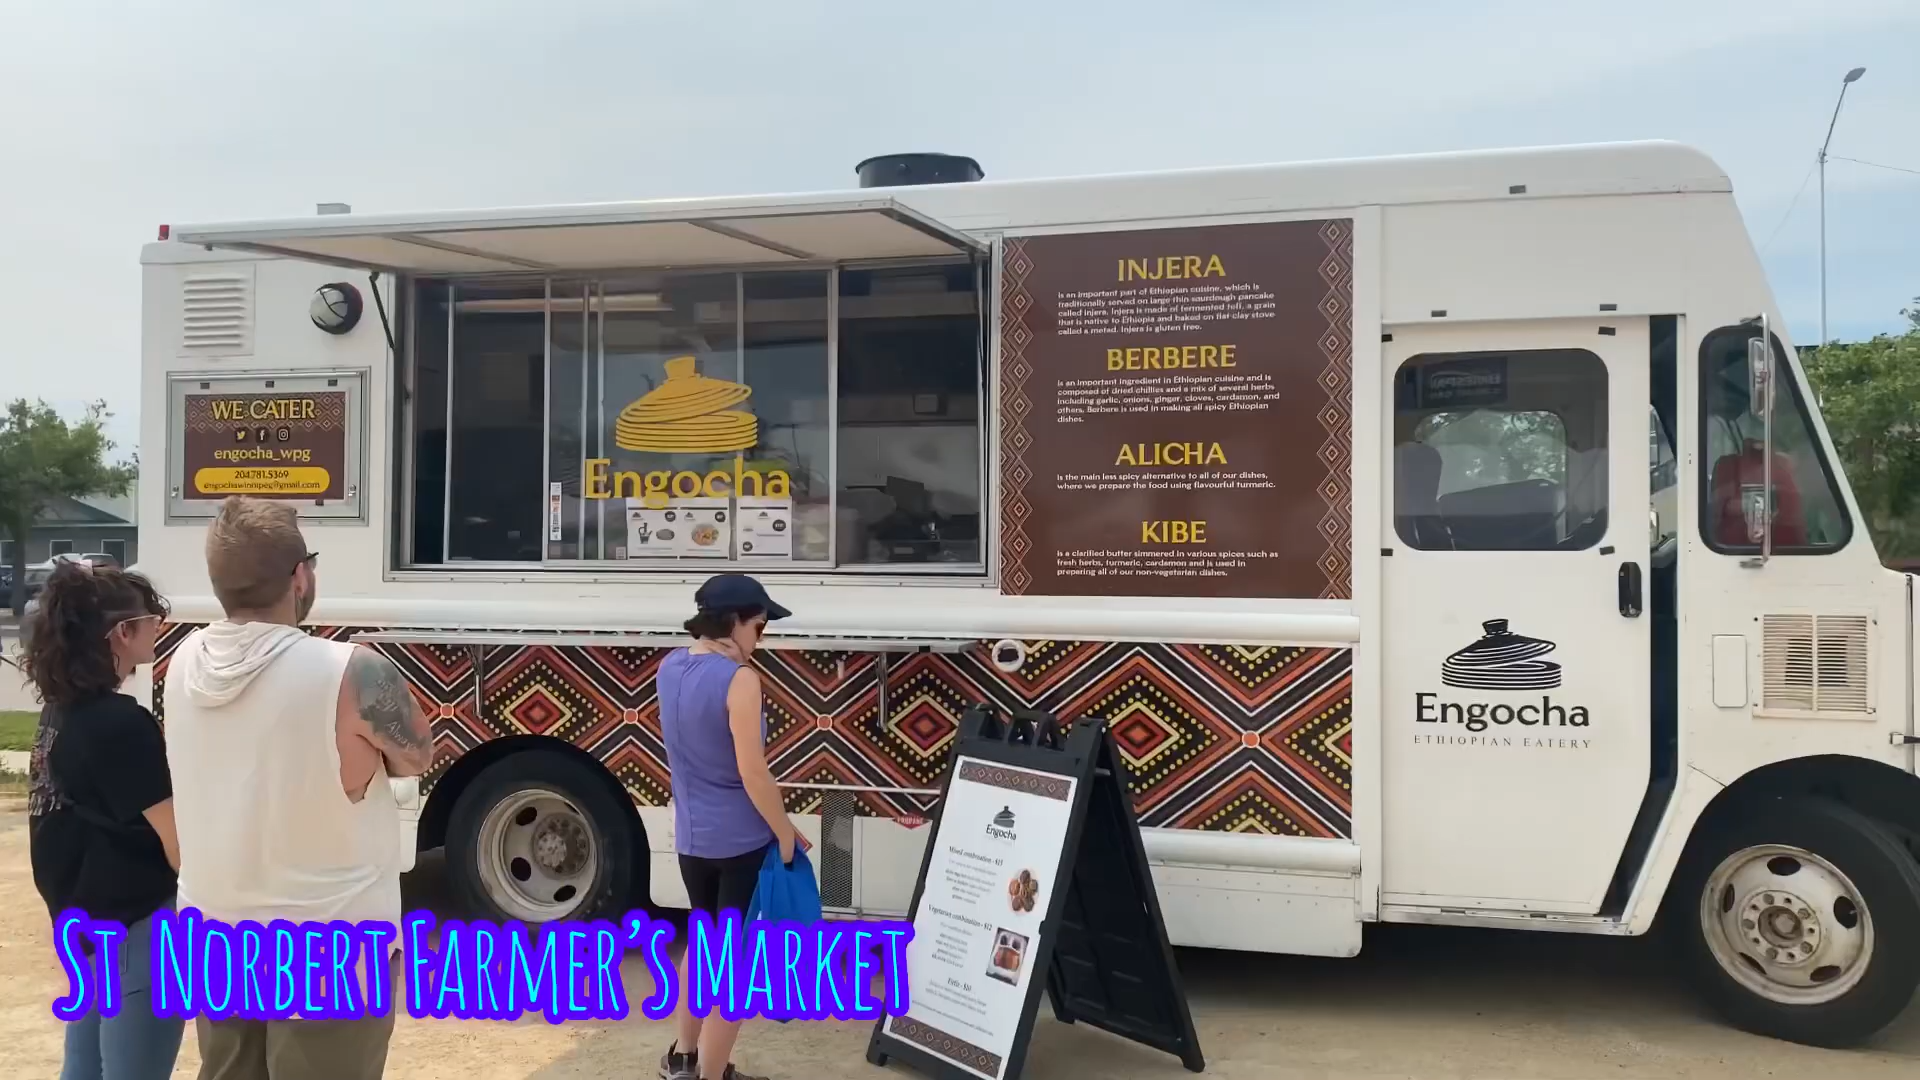 INJERA
is an important part of Ethiopian cuisine, which is
traditionally served on large thin sourdough pancake
called injera. Injera is made of fermented teff, a grain
that is native to Ethiopia and baked on flat clay stove
called a metad. Injera is gluten free.
BERBERE
is an important ingredient in Ethiopian cuisine and is
composed of dried chillies and a mix of several herbs
including garlic, onions, ginger, cloves, cardamon, and
others. Berbere is used in making all spicy Ethiopian
dishes.
ALICHA
is the main less spicy alternative to all of our dishes,
where we prepare the food using flavourful turmeric.
KIBE
is a clarified butter simmered in various spices such as
fresh herbs, turmeric, cardamon and is used in
preparing all of our non-vegetarian dishes.
WE CATER
engocha_wpg
204.781.5369
engochawinnipeg@gmail.com
Engocha
Engocha
ETHIOPIAN EATERY
PROPANE
Engocha
Mixed combination - $15
Vegetarian combination - $12
St Norbert Farmer's Market